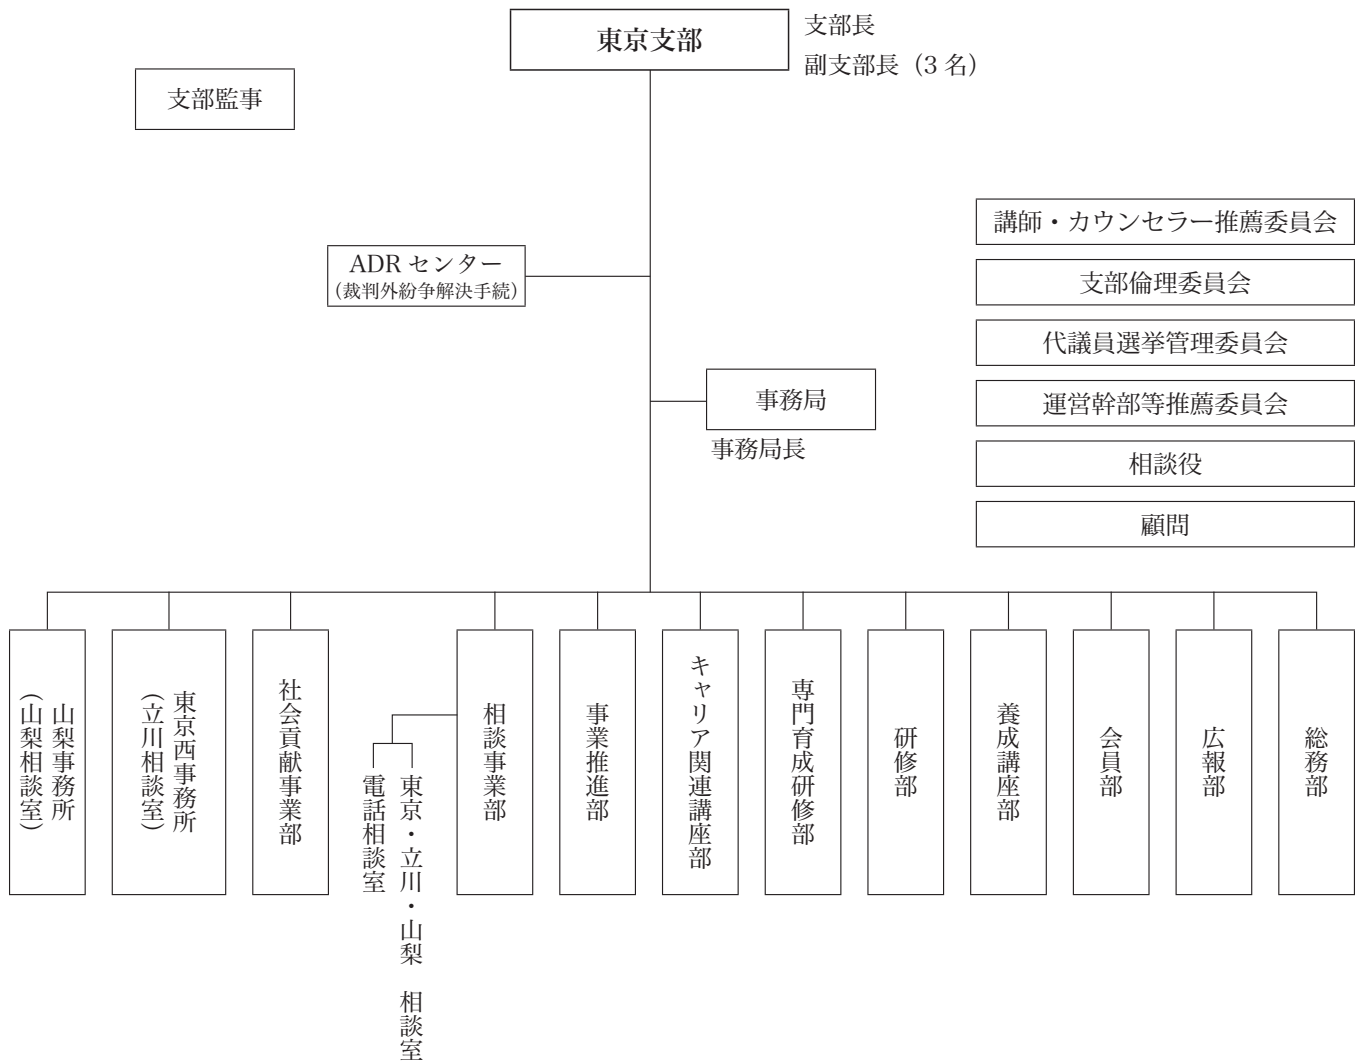 東京支部
支部長
副支部長（3 名）
支部監事
講師・カウンセラー推薦委員会
支部倫理委員会
代議員選挙管理委員会
運営幹部等推薦委員会
相談役
顧問
ADR センター
（裁判外紛争解決手続）
事務局
事務局長
総務部
広報部
会員部
養成講座部
研修部
専門育成研修部
キャリア関連講座部
事業推進部
相談事業部
東京・立川・山梨　相談室
電話相談室
社会貢献事業部
東京西事務所
（立川相談室）
山梨事務所
（山梨相談室）